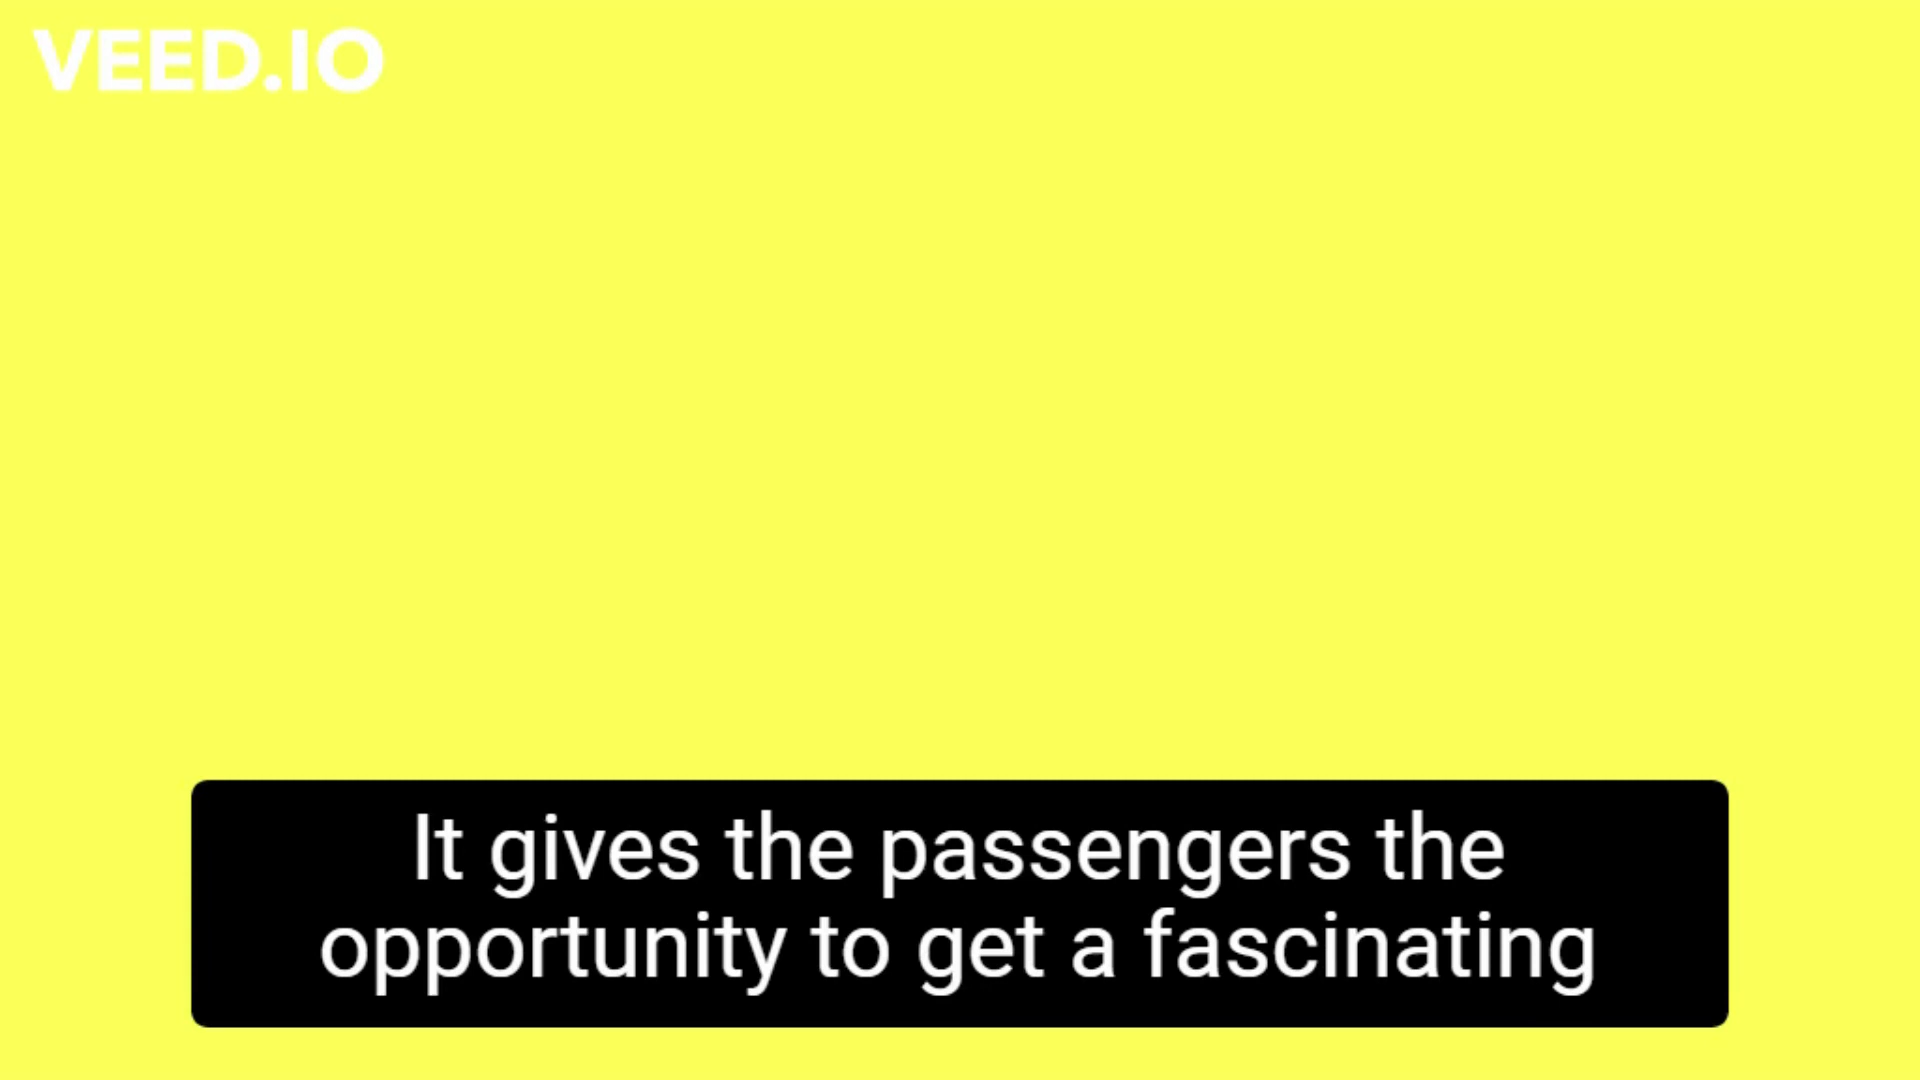 VEED.IO
It gives the passengers the
opportunity to get a fascinating